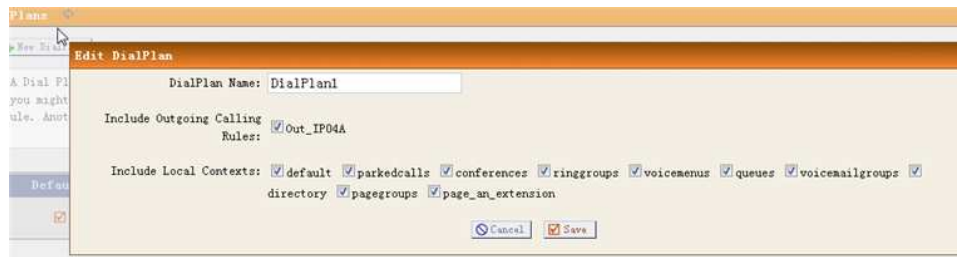 Plans
New Dial
Edit DialPlan
A Dial Pl
you might
ule. Anot
DialPlan Name: DialPlan1
Include Outgoing Calling
Rules:
Out_IP04A
Include Local Contexts: default parkedcalls conferences ringgroups voicemenus queues voicemailgroups
directory pagegroups page_an_extension
Defau
Cancel Save